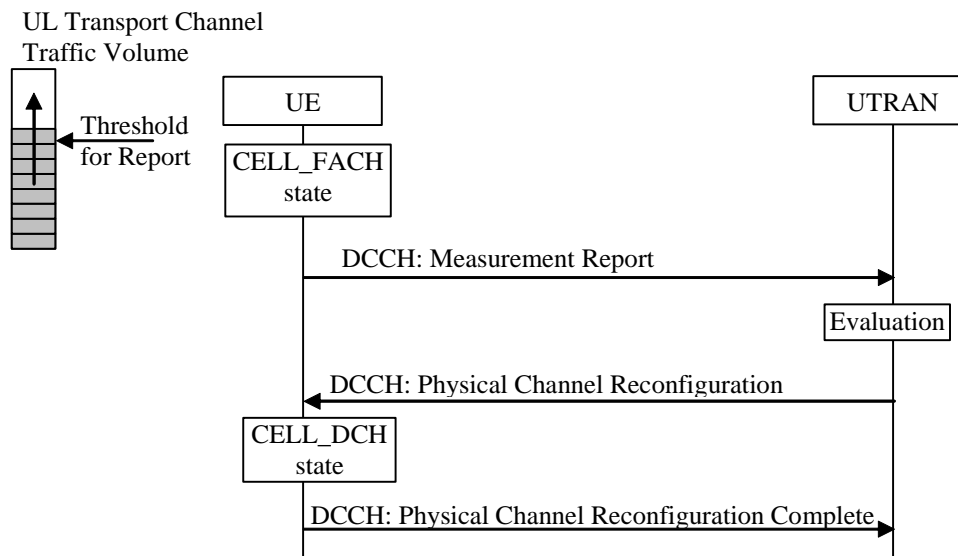 UL Transport Channel
Traffic Volume
UE
UTRAN
Threshold
for Report
CELL_FACH
state
DCCH: Measurement Report
Evaluation
DCCH: Physical Channel Reconfiguration
CELL_DCH
state
DCCH: Physical Channel Reconfiguration Complete